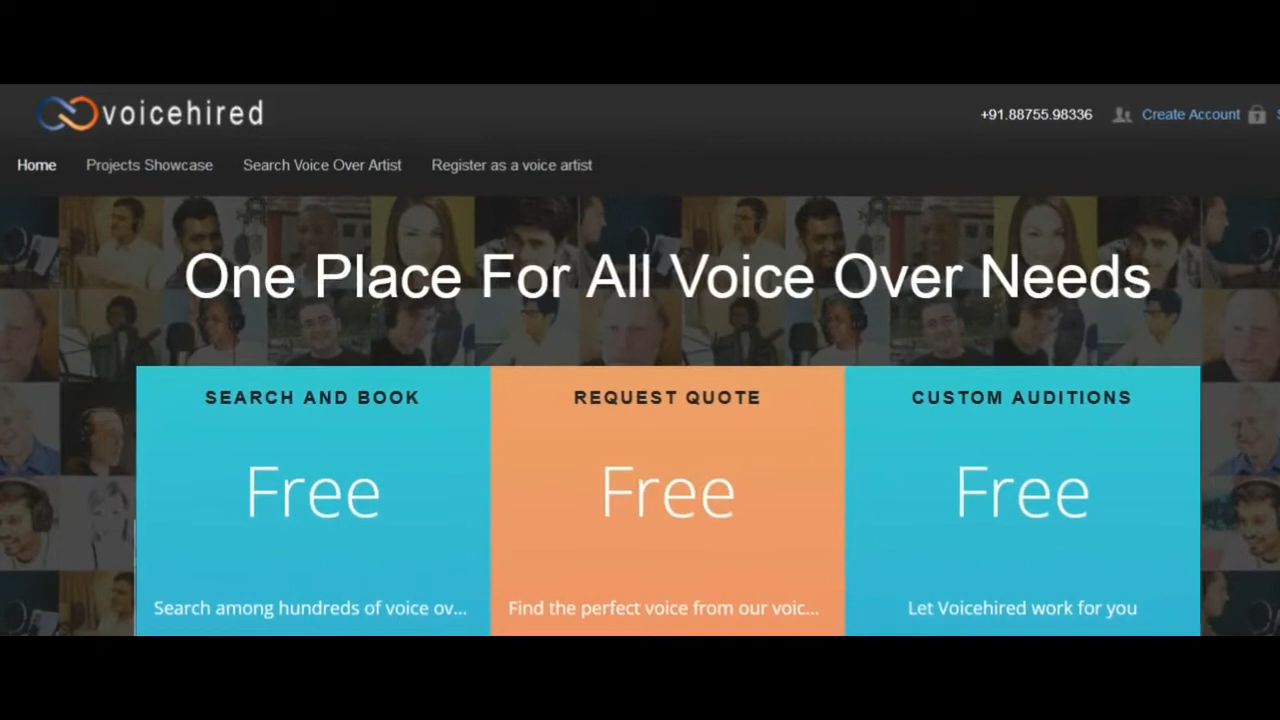 voicehired
+91.88755.98336 Create Account
Home Projects Showcase Search Voice Over Artist Register as a voice artist
One Place For All Voice Over Needs
SEARCH AND BOOK
Free
Search among hundreds of voice ov...
REQUEST QUOTE
Free
Find the perfect voice from our voic...
CUSTOM AUDITIONS
Free
Let Voicehired work for you